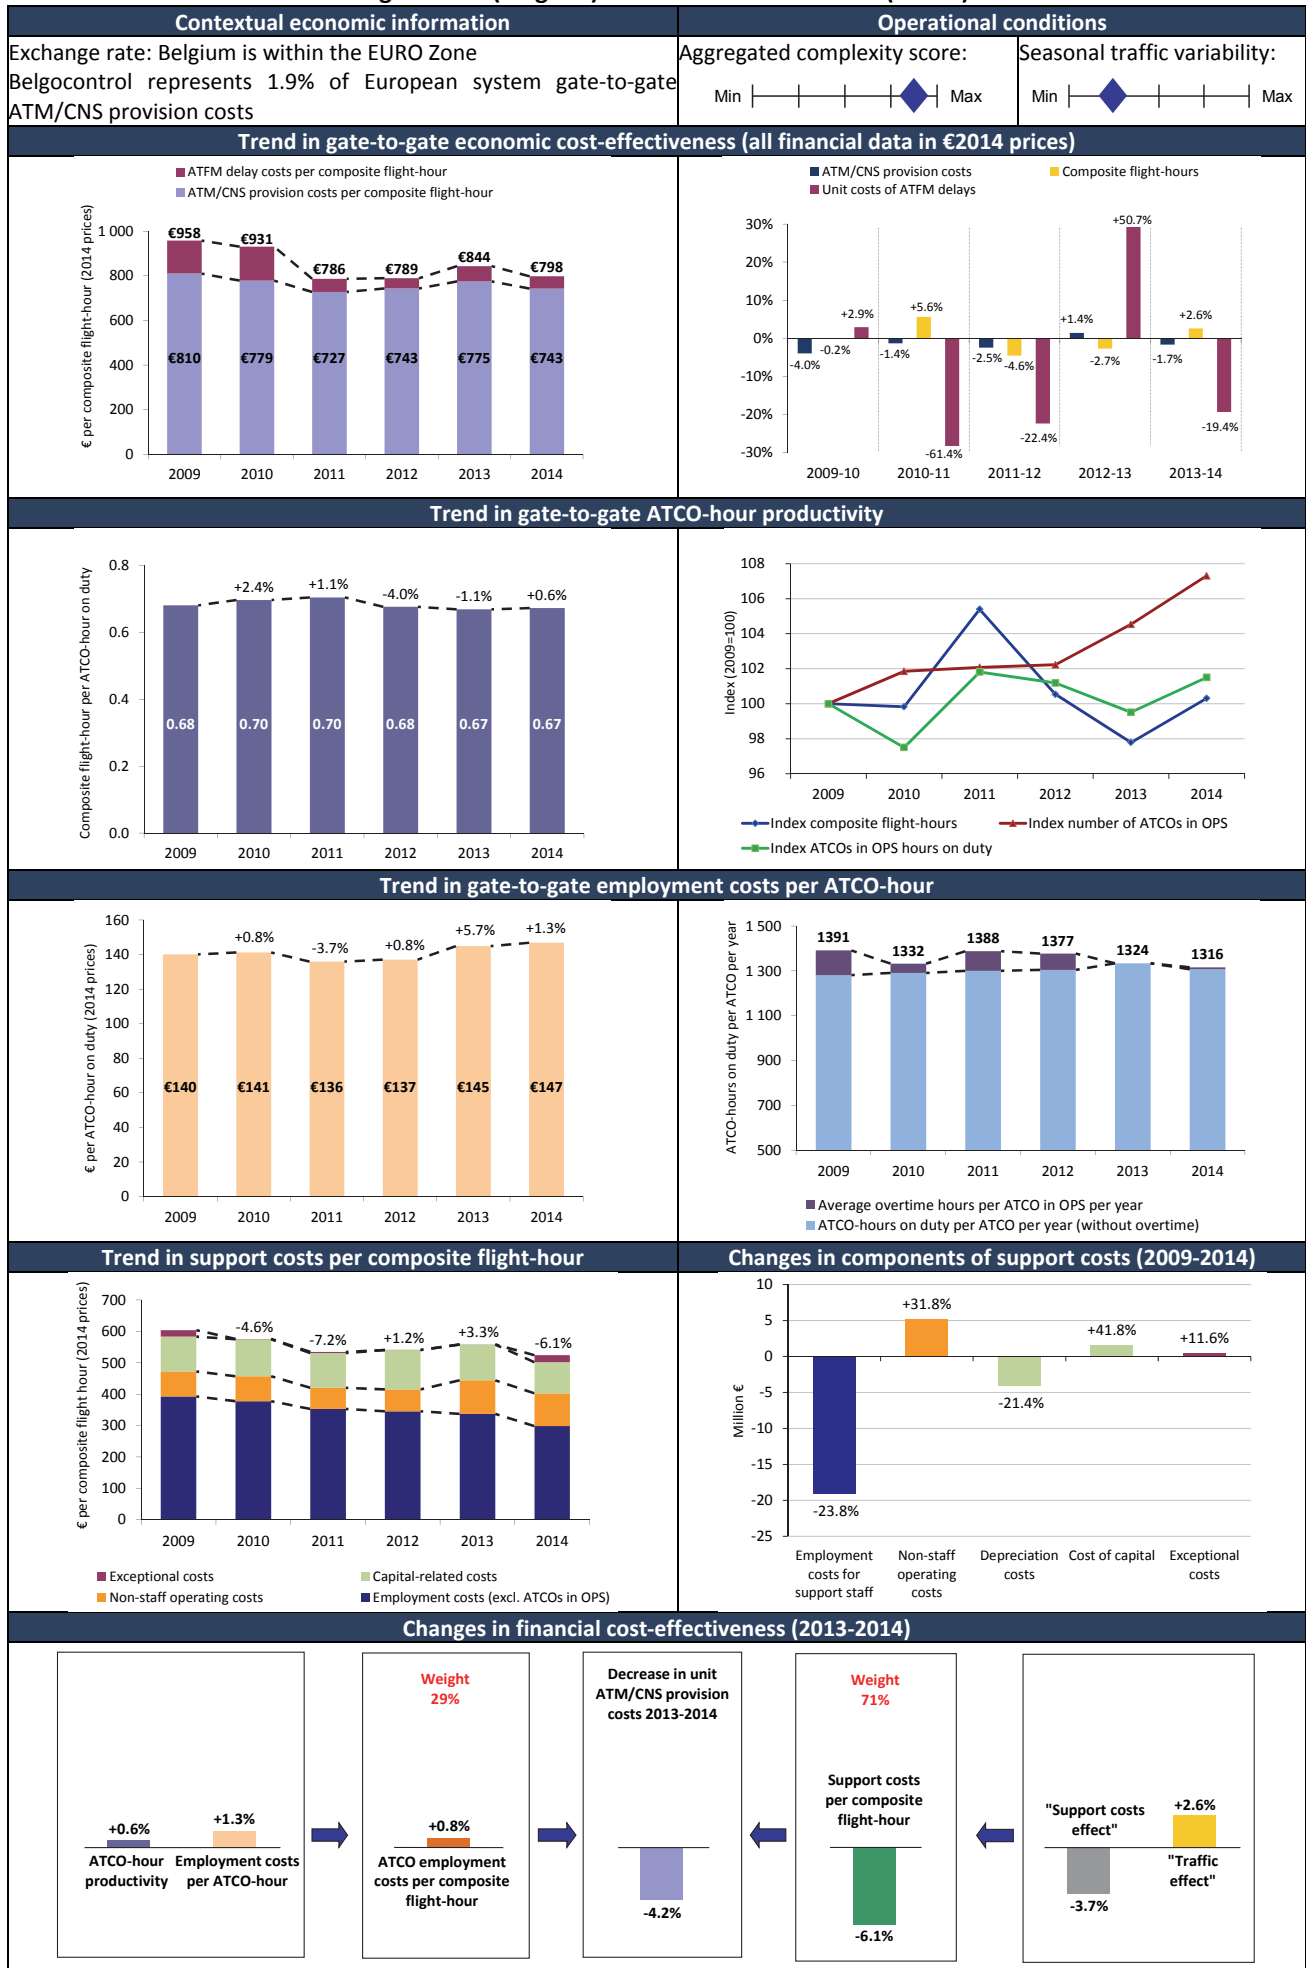 Contextual economic information
Operational conditions
Exchange rate: Belgium is within the EURO Zone
Belgocontrol represents 1.9% of European system gate-to-gate
ATM/CNS provision costs
Aggregated complexity score:
Min
Max
Seasonal traffic variability:
Min
Max
Trend in gate-to-gate economic cost-effectiveness (all financial data in €2014 prices)
ATFM delay costs per composite flight-hour
ATM/CNS provision costs per composite flight-hour
€ per composite flight-hour (2014 prices)
1 000
800
600
400
200
0
€958
€931
€786
€789
€844
€798
€810
€779
€727
€743
€775
€743
2009
2010
2011
2012
2013
2014
ATM/CNS provision costs
Composite flight-hours
Unit costs of ATFM delays
30%
20%
10%
0%
-10%
-20%
-30%
-4.0%
-0.2%
+2.9%
-1.4%
+5.6%
-61.4%
-2.5%
-4.6%
-22.4%
+1.4%
-2.7%
+50.7%
-1.7%
+2.6%
-19.4%
2009-10
2010-11
2011-12
2012-13
2013-14
Trend in gate-to-gate ATCO-hour productivity
Composite flight-hour per ATCO-hour on duty
0.8
0.6
0.4
0.2
0.0
+2.4%
+1.1%
-4.0%
-1.1%
+0.6%
0.68
0.70
0.70
0.68
0.67
0.67
2009
2010
2011
2012
2013
2014
Index (2009=100)
108
106
104
102
100
98
96
2009
2010
2011
2012
2013
2014
Index composite flight-hours
Index number of ATCOs in OPS
Index ATCOs in OPS hours on duty
Trend in gate-to-gate employment costs per ATCO-hour
€ per ATCO-hour on duty (2014 prices)
160
140
120
100
80
60
40
20
0
+0.8%
-3.7%
+0.8%
+5.7%
+1.3%
€140
€141
€136
€137
€145
€147
2009
2010
2011
2012
2013
2014
ATCO-hours on duty per ATCO per year
1 500
1 300
1 100
900
700
500
1391
1332
1388
1377
1324
1316
2009
2010
2011
2012
2013
2014
Average overtime hours per ATCO in OPS per year
ATCO-hours on duty per ATCO per year (without overtime)
Trend in support costs per composite flight-hour
Changes in components of support costs (2009-2014)
€ per composite flight hour (2014 prices)
700
600
500
400
300
200
100
0
-4.6%
-7.2%
+1.2%
+3.3%
-6.1%
2009
2010
2011
2012
2013
2014
Exceptional costs
Capital-related costs
Non-staff operating costs
Employment costs (excl. ATCOs in OPS)
Million €
10
5
0
-5
-10
-15
-20
-25
-23.8%
+31.8%
-21.4%
+41.8%
+11.6%
Employment
costs for
support staff
Non-staff
operating
costs
Depreciation
costs
Cost of capital
Exceptional
costs
Changes in financial cost-effectiveness (2013-2014)
+0.6%
+1.3%
ATCO-hour
productivity
Employment costs
per ATCO-hour
Weight
29%
+0.8%
ATCO employment
costs per composite
flight-hour
Decrease in unit
ATM/CNS provision
costs 2013-2014
-4.2%
Weight
71%
Support costs
per composite
flight-hour
-6.1%
"Support costs
effect"
-3.7%
+2.6%
"Traffic
effect"